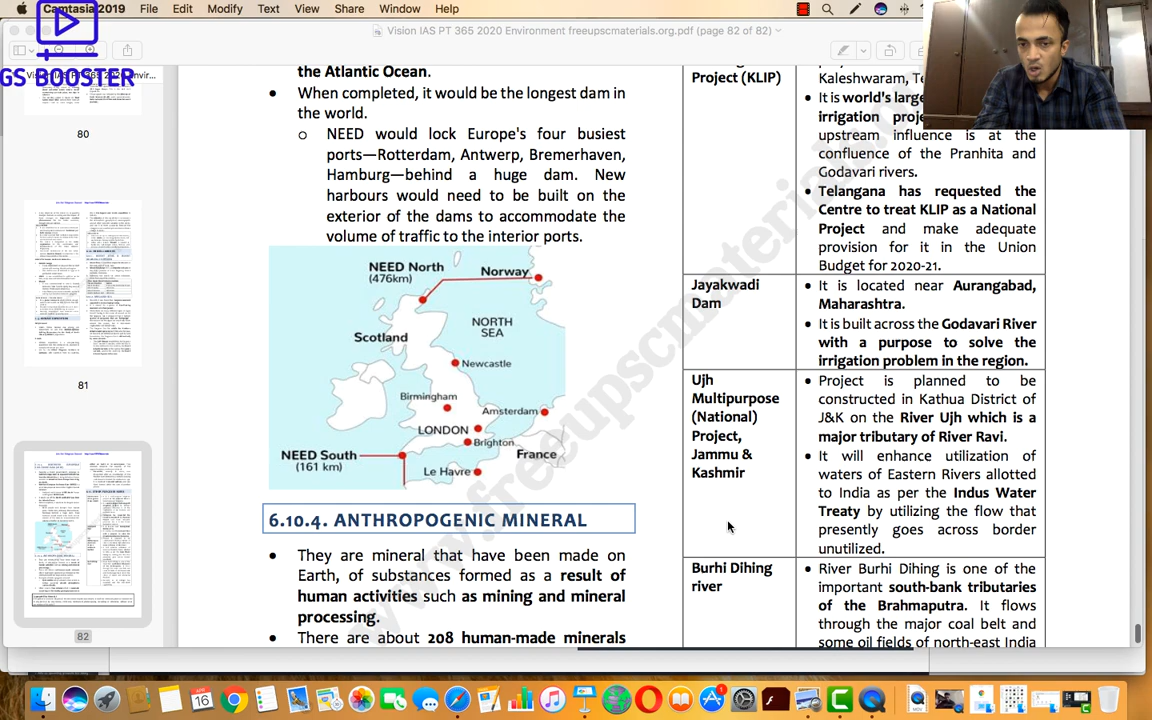 Camtasia 2019 File Edit Modify Text View Share Window Help
Vision IAS PT 365 2020 Environment freeupscmaterials.org.pdf (page 82 of 82)
GS BOOSTER
Vision IAS PT 365 2020 Envir...
80
81
82
the Atlantic Ocean.
• When completed, it would be the longest dam in
the world.
o NEED would lock Europe's four busiest
ports—Rotterdam, Antwerp, Bremerhaven,
Hamburg—behind a huge dam. New
harbours would need to be built on the
exterior of the dams to accommodate the
volume of traffic to the interior ports.
NEED North
(476km)
Norway
NORTH
SEA
Scotland
Newcastle
Birmingham
Amsterdam
LONDON
Brighton
NEED South
(161 km)
France
Le Havre
6.10.4. ANTHROPOGENIC MINERAL
• They are mineral that have been made on
Earth, of substances formed as a result of
human activities such as mining and mineral
processing.
• There are about 208 human-made minerals
Project (KLIP)
Kaleshwaram, Te
• It is world's large
irrigation proje
upstream influence is at the
confluence of the Pranhita and
Godavari rivers.
• Telangana has requested the
Centre to treat KLIP as a National
Project and make adequate
provision for it in the Union
Budget for 2020-21.
Jayakwadi
Dam
• It is located near Aurangabad,
Maharashtra.
• It is built across the Godavari River
with a purpose to solve the
irrigation problem in the region.
Ujh
Multipurpose
(National)
Project,
Jammu &
Kashmir
• Project is planned to be
constructed in Kathua District of
J&K on the River Ujh which is a
major tributary of River Ravi.
• It will enhance utilization of
waters of Eastern Rivers allotted
to India as per the Indus Water
Treaty by utilizing the flow that
presently goes across border
unutilized.
Burhi Dihing
river
• River Burhi Dihing is one of the
important south-bank tributaries
of the Brahmaputra. It flows
through the major coal belt and
some oil fields of north-east India